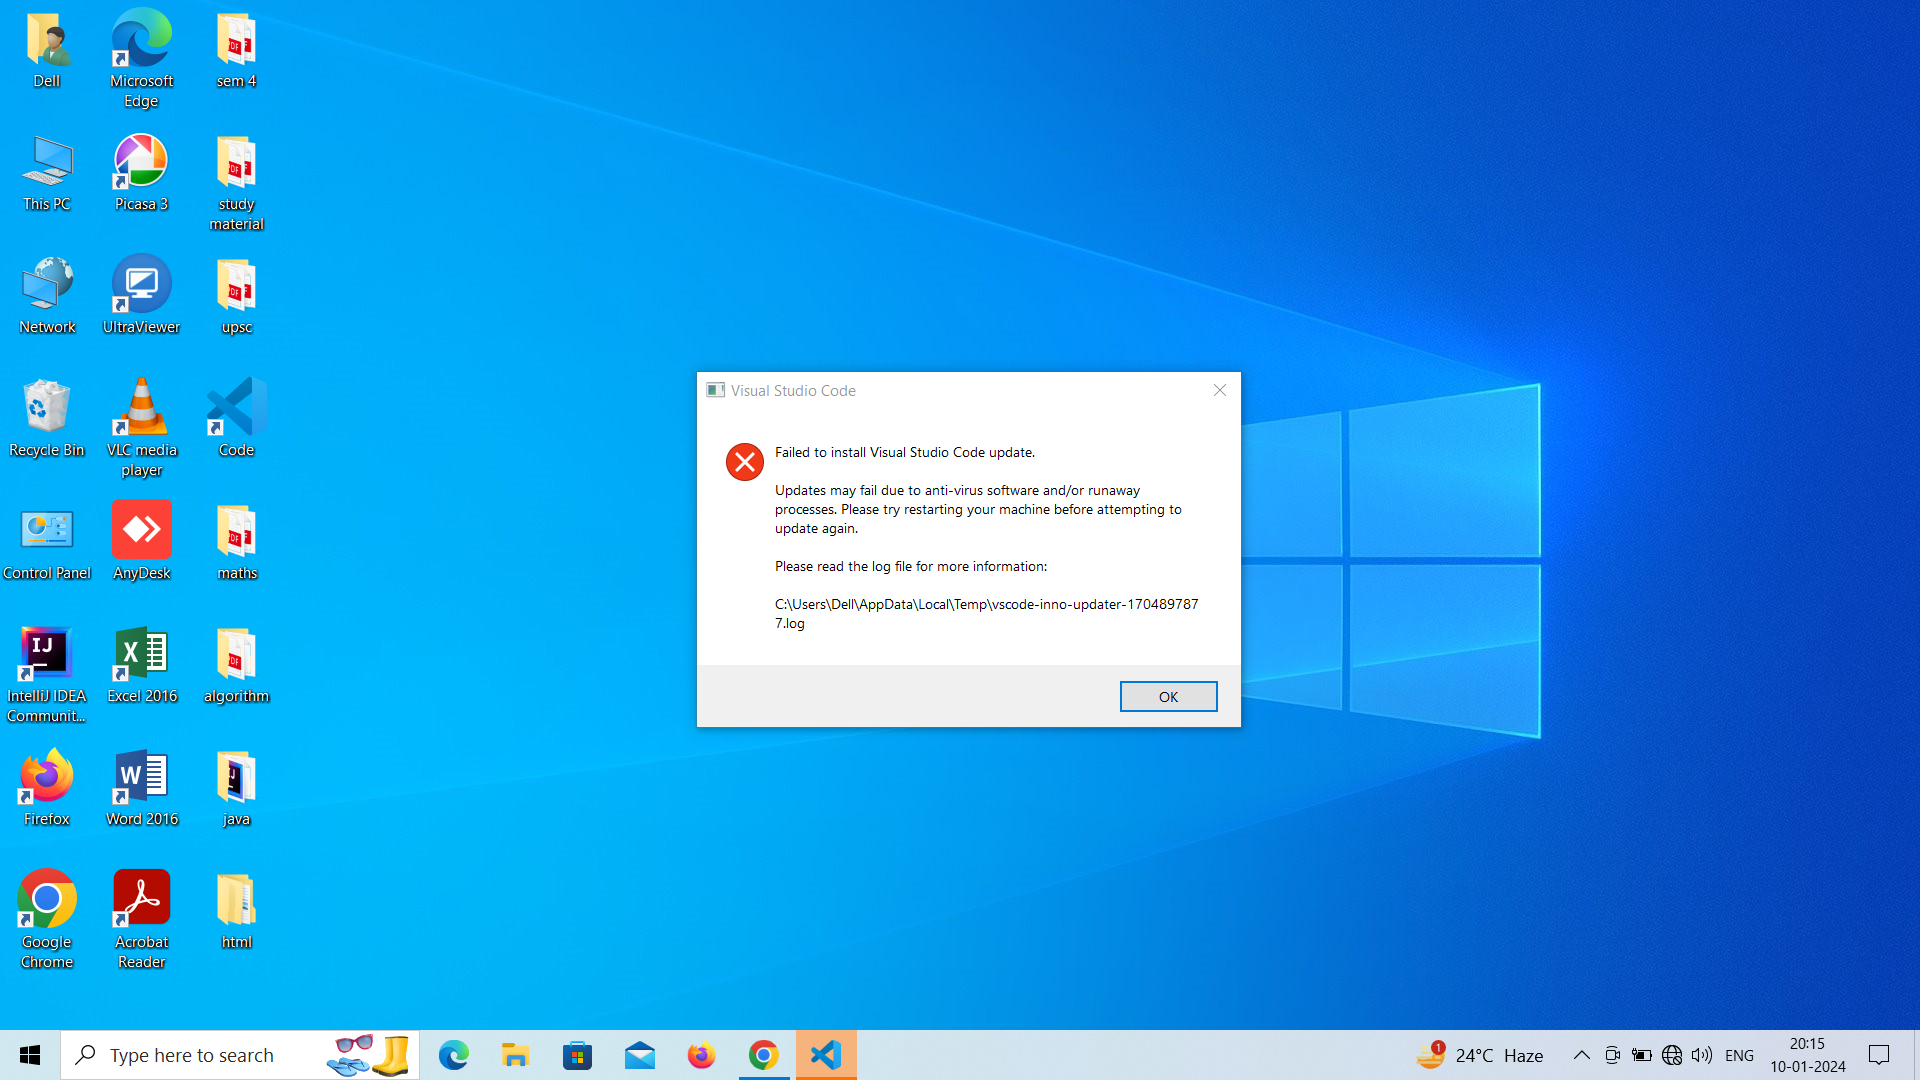 Dell
Microsoft
Edge
sem 4
This PC
Picasa 3
study
material
Network
UltraViewer
upsc
Recycle Bin
VLC media
player
Code
Control Panel
AnyDesk
maths
IntelliJ IDEA
Communit...
Excel 2016
algorithm
Firefox
Word 2016
java
Google
Chrome
Acrobat
Reader
html
Visual Studio Code
Failed to install Visual Studio Code update.
Updates may fail due to anti-virus software and/or runaway
processes. Please try restarting your machine before attempting to
update again.
Please read the log file for more information:
C:\Users\Dell\AppData\Local\Temp\vscode-inno-updater-170489787
7.log
OK
Type here to search
1
24°C Haze
ENG
20:15
10-01-2024